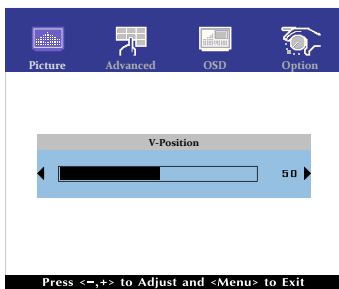 Picture Advanced OSD Option
V-Position
50
Press <-,+> to Adjust and <Menu> to Exit